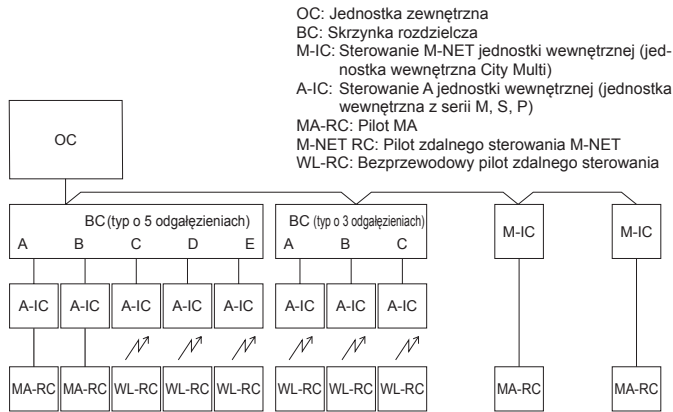 OC: Jednostka zewnętrzna
BC: Skrzynka rozdzielcza
M-IC: Sterowanie M-NET jednostki wewnętrznej (jed-
nostka wewnętrzna City Multi)
A-IC: Sterowanie A jednostki wewnętrznej (jednostka
wewnętrzna z serii M, S, P)
MA-RC: Pilot MA
M-NET RC: Pilot zdalnego sterowania M-NET
WL-RC: Bezprzewodowy pilot zdalnego sterowania
OC
BC (typ o 5 odgałęzieniach) BC (typ o 3 odgałęzieniach) M-IC M-IC
A B C D E A B C
A-IC A-IC A-IC A-IC A-IC A-IC A-IC A-IC
MA-RC MA-RC WL-RC WL-RC WL-RC WL-RC WL-RC WL-RC MA-RC MA-RC